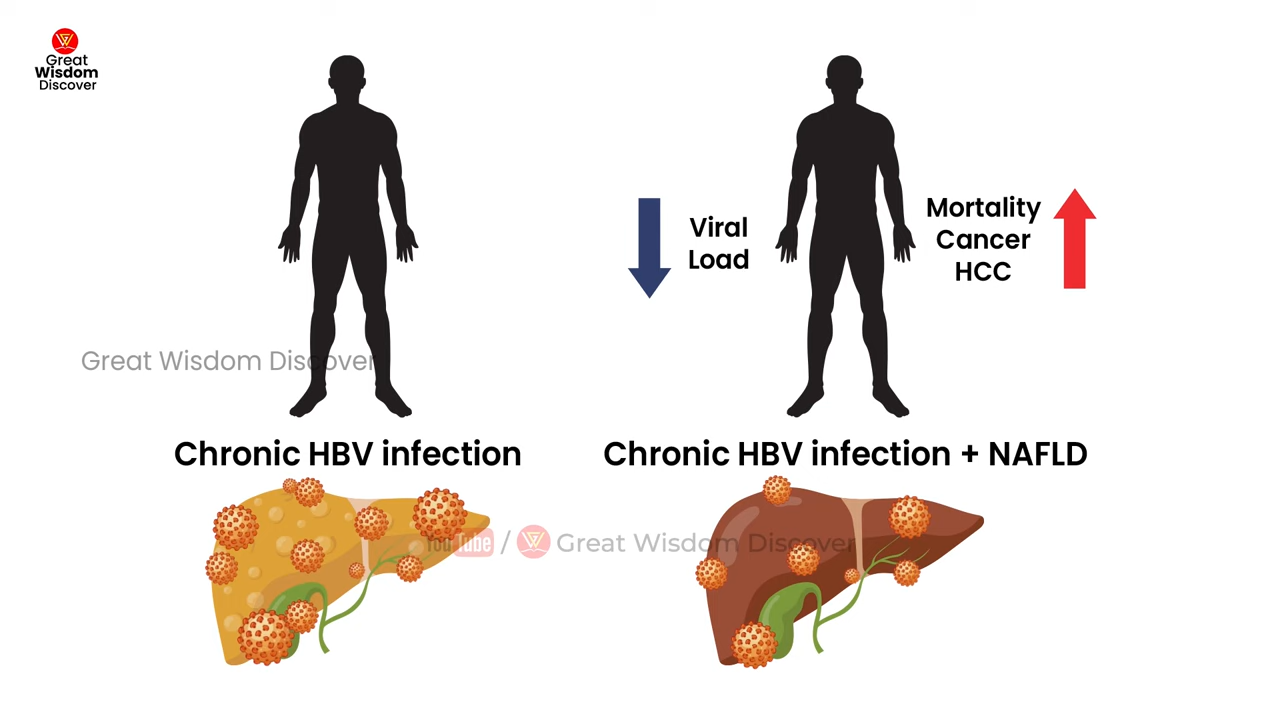 Great
Wisdom
Discover
Viral
Load
Mortality
Cancer
HCC
Great Wisdom Discover
Chronic HBV infection
Chronic HBV infection + NAFLD
YouTube / Great Wisdom Discover